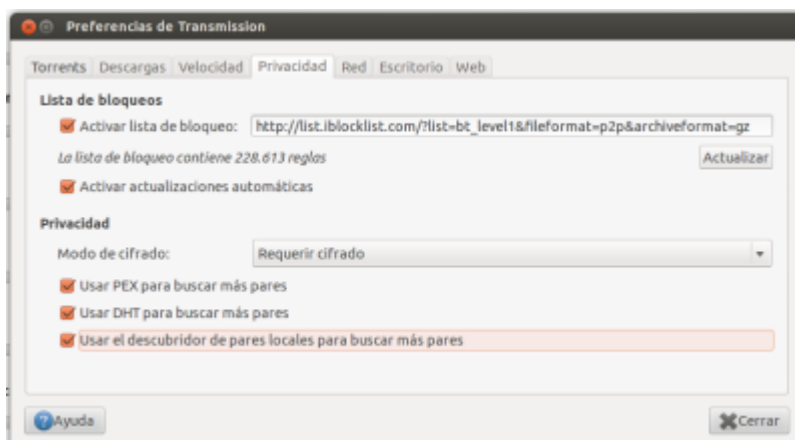 Preferencias de Transmission
Torrents Descargas Velocidad Privacidad Red Escritorio Web
Lista de bloqueos
Activar lista de bloqueo: http://list.iblocklist.com/?list=bt_level1&fileformat=p2p&archiveformat=gz
La lista de bloqueo contiene 228.613 reglas Actualizar
Activar actualizaciones automáticas
Privacidad
Modo de cifrado: Requerir cifrado
Usar PEX para buscar más pares
Usar DHT para buscar más pares
Usar el descubridor de pares locales para buscar más pares
Ayuda Cerrar